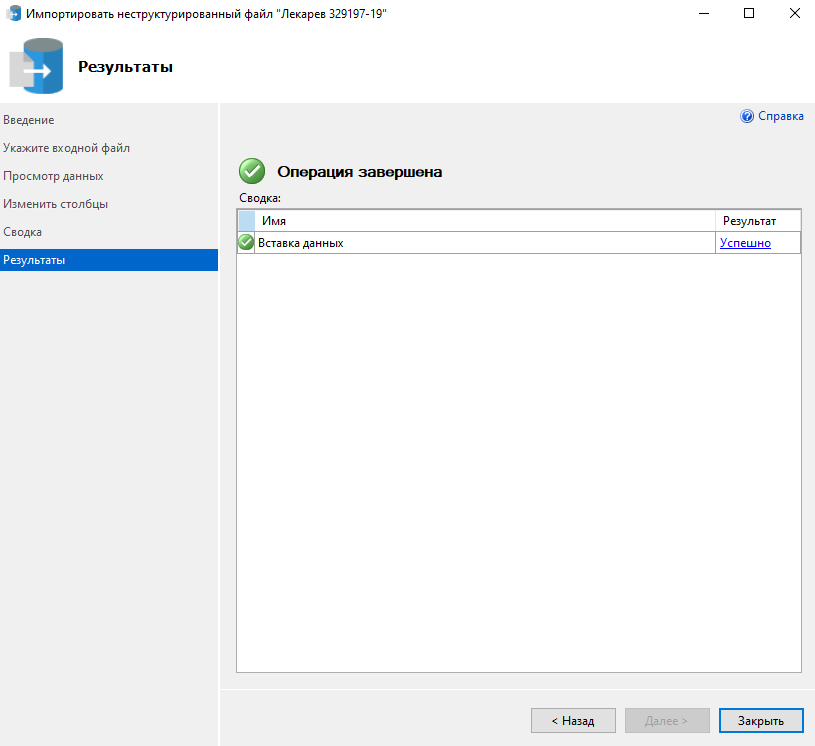 Импортировать неструктурированный файл "Лекарев 329197-19"
Результаты
Введение
Укажите входной файл
Просмотр данных
Изменить столбцы
Сводка
Результаты
Справка
Операция завершена
Сводка:
Имя Результат
Вставка данных Успешно
< Назад Далее > Закрыть